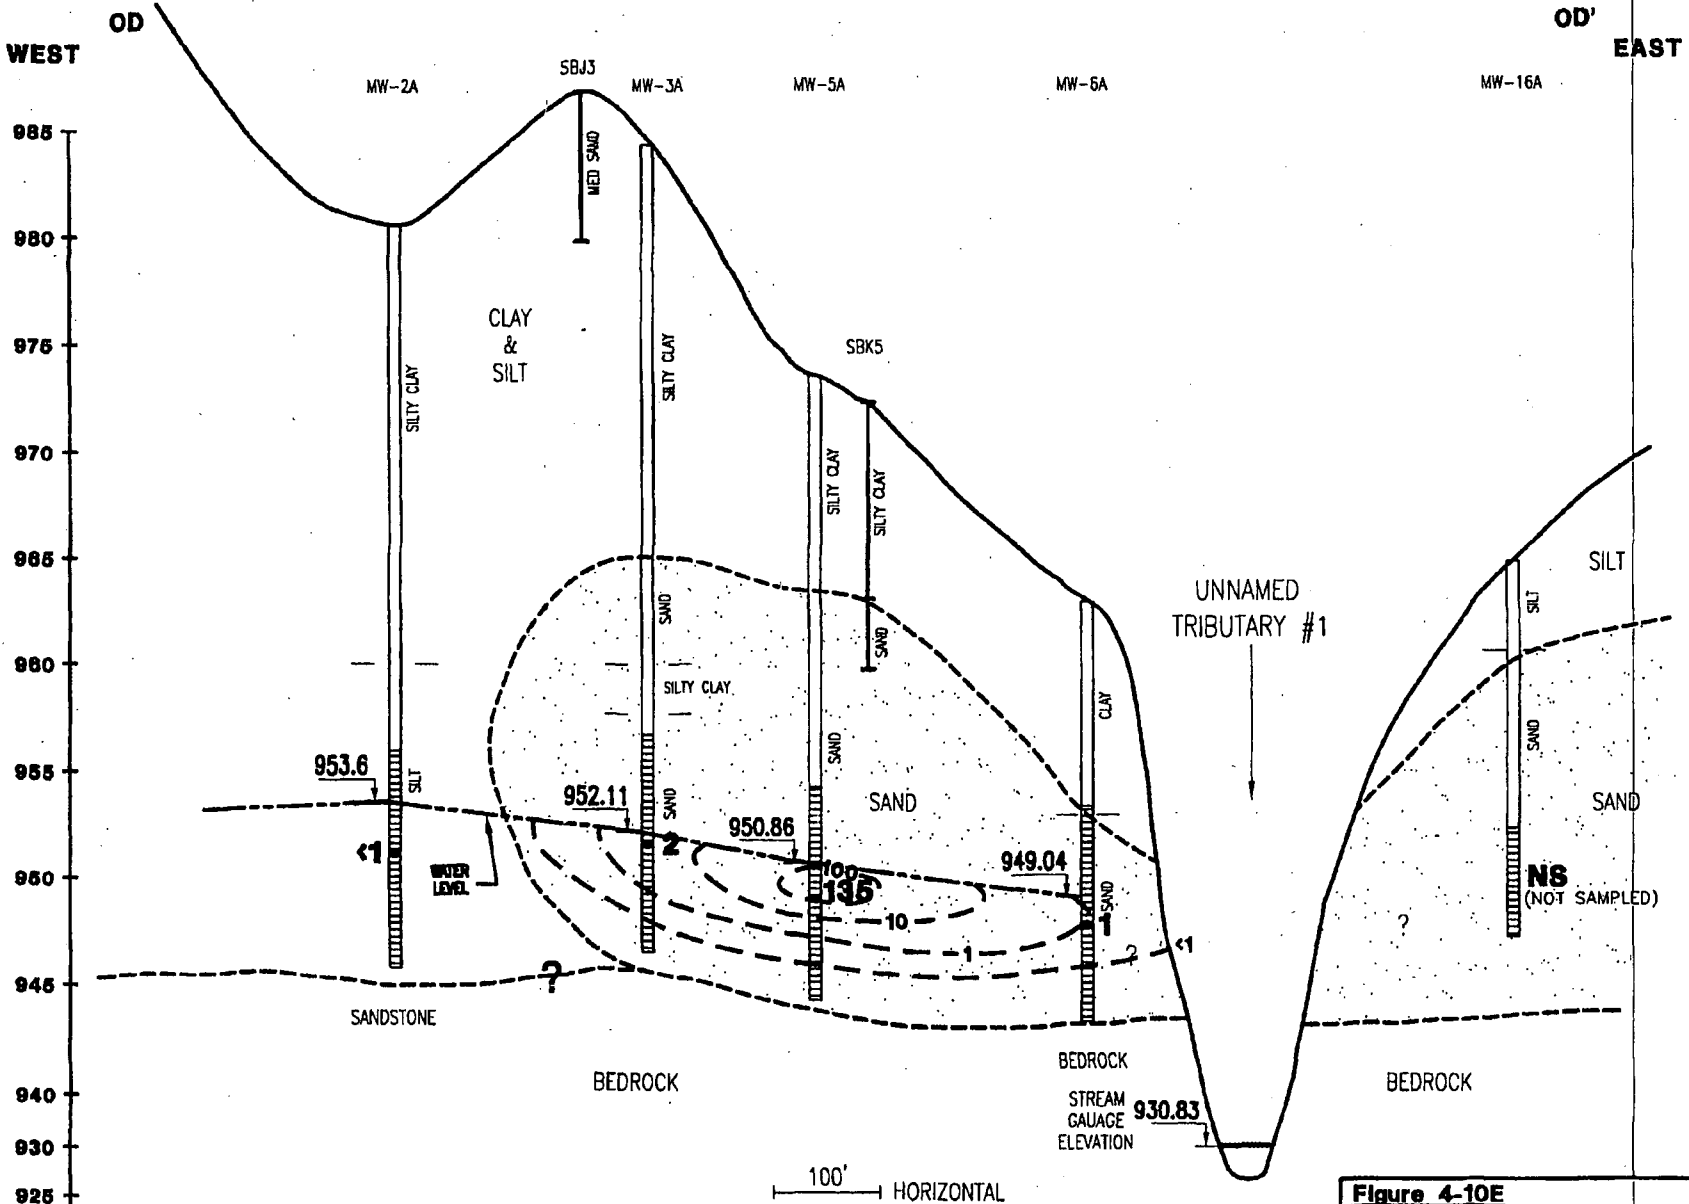 OD
OD'
WEST
EAST
MW-2A
SBJ3
MW-3A
MW-5A
MW-6A
MW-16A
985
980
975
970
965
960
955
950
945
940
930
925
MED SAND
CLAY
&
SILT
SILTY CLAY
SILTY CLAY
SBK5
SILTY CLAY
SILTY CLAY
SAND
SAND
SILTY CLAY
SILT
SAND
SAND
SAND
CLAY
SAND
UNNAMED
TRIBUTARY #1
SILT
SILT
SAND
SAND
953.6
952.11
950.86
949.04
<1
WATER
LEVEL
2
100
135
10
1
1
?
<1
NS
(NOT SAMPLED)
?
?
SANDSTONE
BEDROCK
BEDROCK
BEDROCK
STREAM
GAUAGE
ELEVATION
930.83
100'
HORIZONTAL
Figure 4-10E